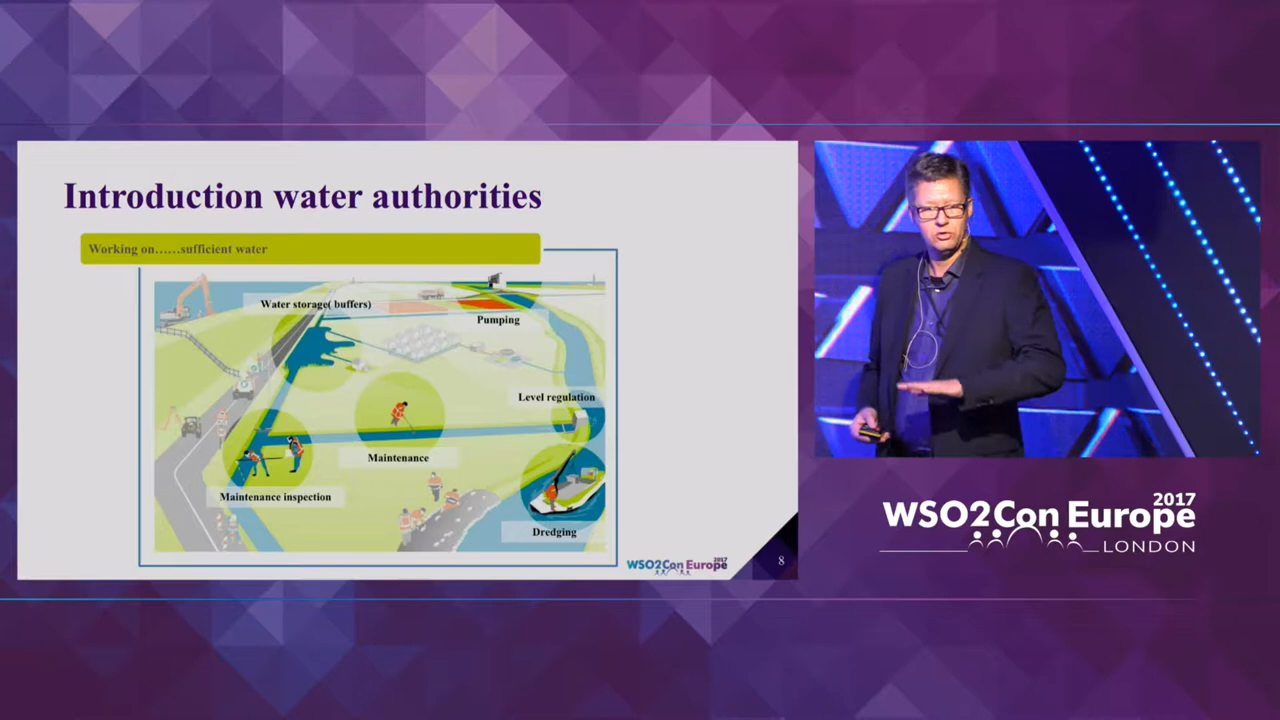 Introduction water authorities
Working on......sufficient water
Water storage( buffers)
Pumping
Level regulation
Maintenance
Maintenance inspection
Dredging
WSO2Con Europe 2017
8
WSO2Con Europe 2017
LONDON